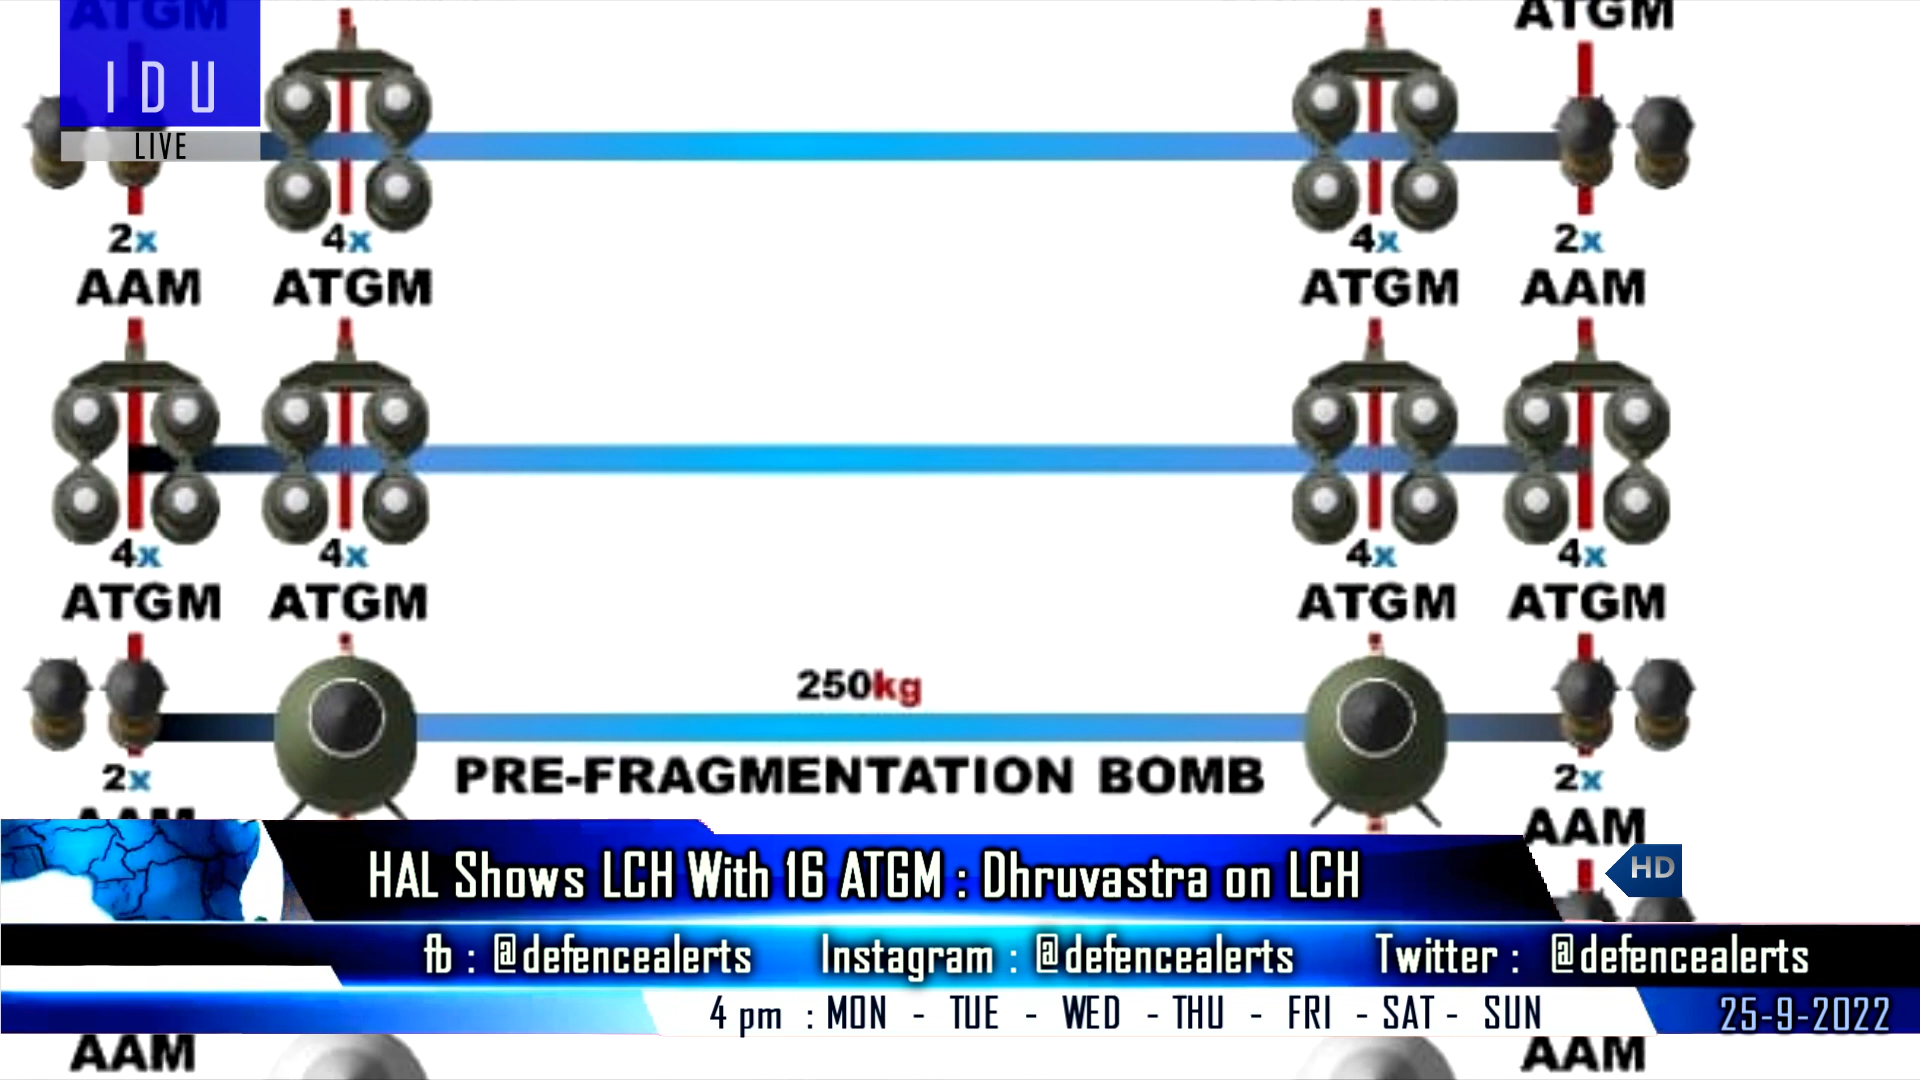 ATGM
ATGM
IDU
LIVE
2x 4x 4x 2x
AAM ATGM ATGM AAM
4x 4x 4x 4x
ATGM ATGM ATGM ATGM
250kg
PRE-FRAGMENTATION BOMB
2x 2x
AAM AAM
HAL Shows LCH With 16 ATGM : Dhruvastra on LCH
HD
fb : @defencealerts Instagram : @defencealerts Twitter : @defencealerts
4 pm : MON - TUE - WED - THU - FRI - SAT - SUN
25-9-2022
AAM AAM